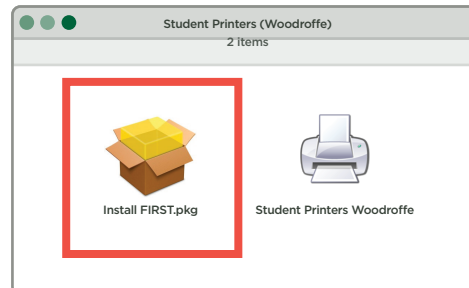 Student Printers (Woodroffe)
2 items
Install FIRST.pkg
Student Printers Woodroffe